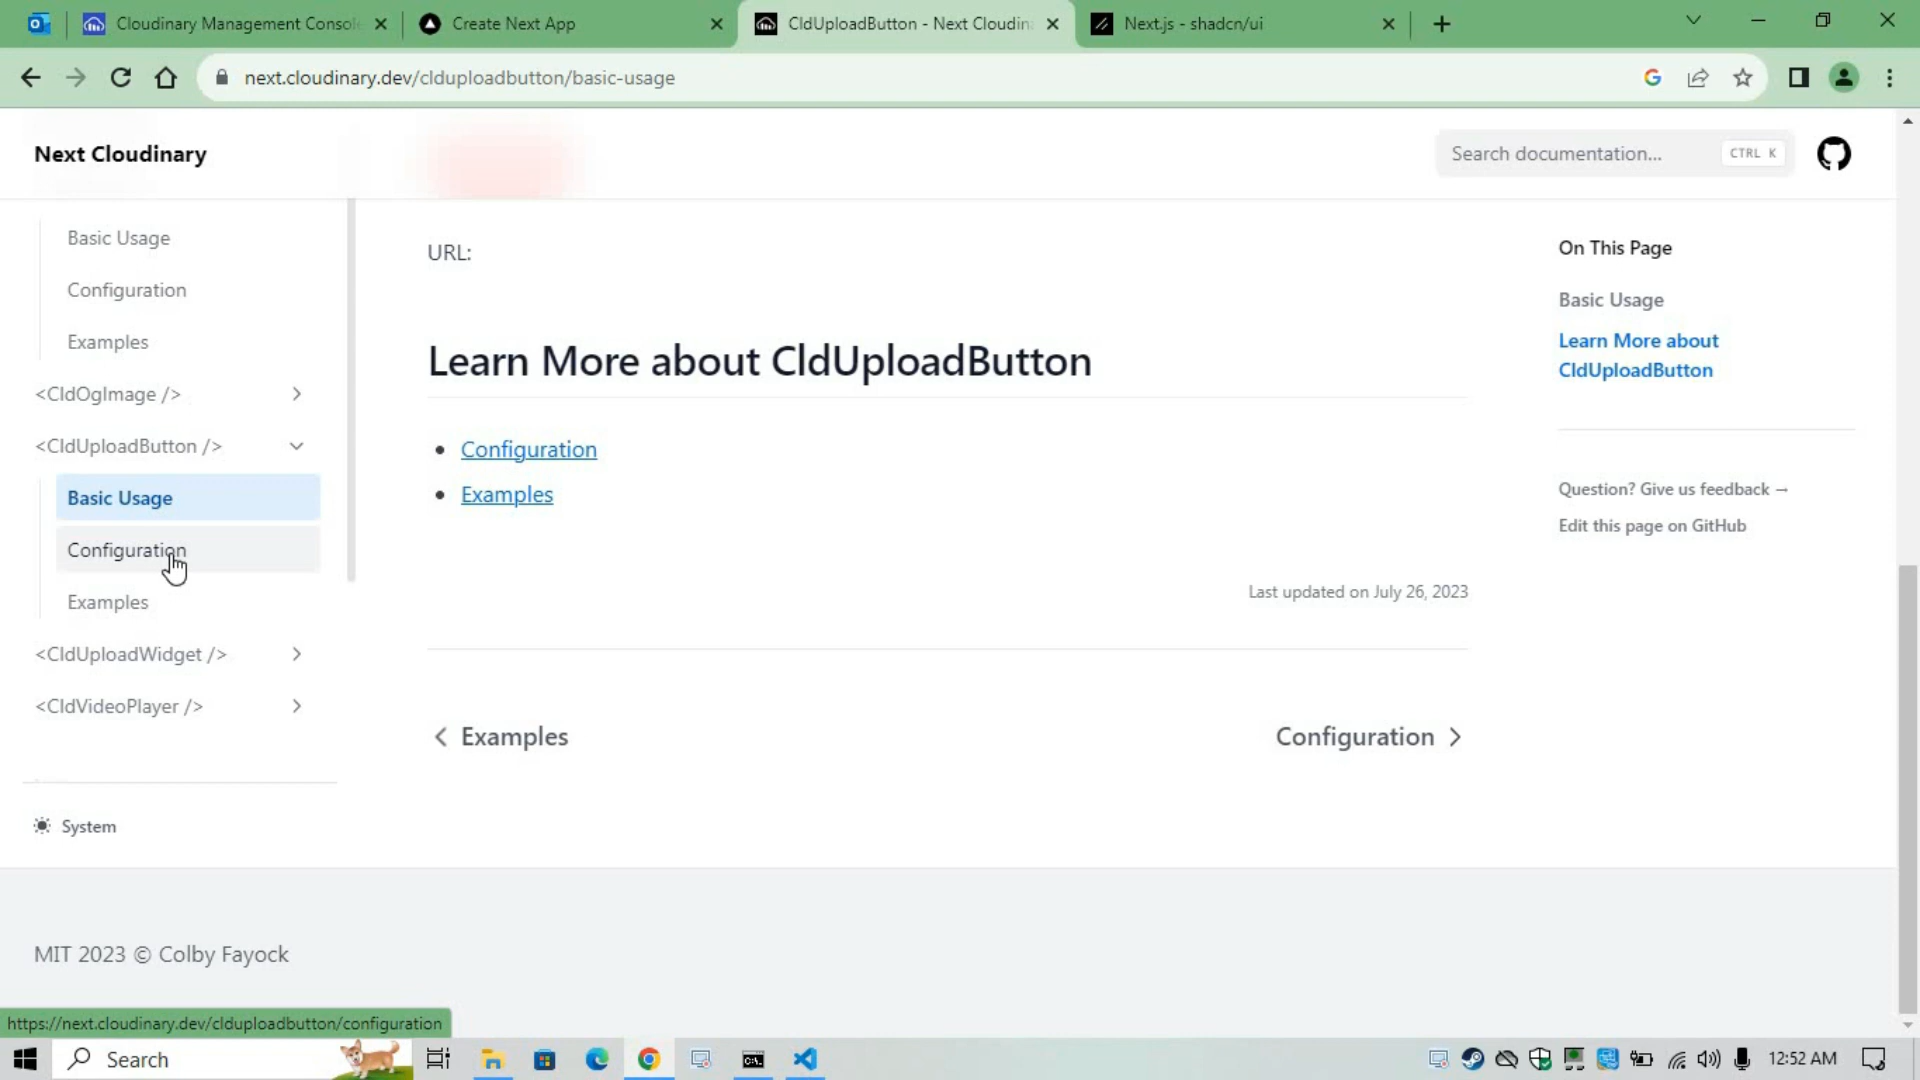 Cloudinary Management Console
Create Next App
CldUploadButton - Next Cloudina
Next.js - shadcn/ui
next.cloudinary.dev/clduploadbutton/basic-usage
Next Cloudinary
Search documentation...
CTRL K
Basic Usage
Configuration
Examples
<CldOgImage />
<CldUploadButton />
Basic Usage
Configuration
Examples
<CldUploadWidget />
<CldVideoPlayer />
System
URL:
Learn More about CldUploadButton
Configuration
Examples
Last updated on July 26, 2023
Examples
Configuration
On This Page
Basic Usage
Learn More about
CldUploadButton
Question? Give us feedback →
Edit this page on GitHub
MIT 2023 © Colby Fayock
https://next.cloudinary.dev/clduploadbutton/configuration
Search
12:52 AM